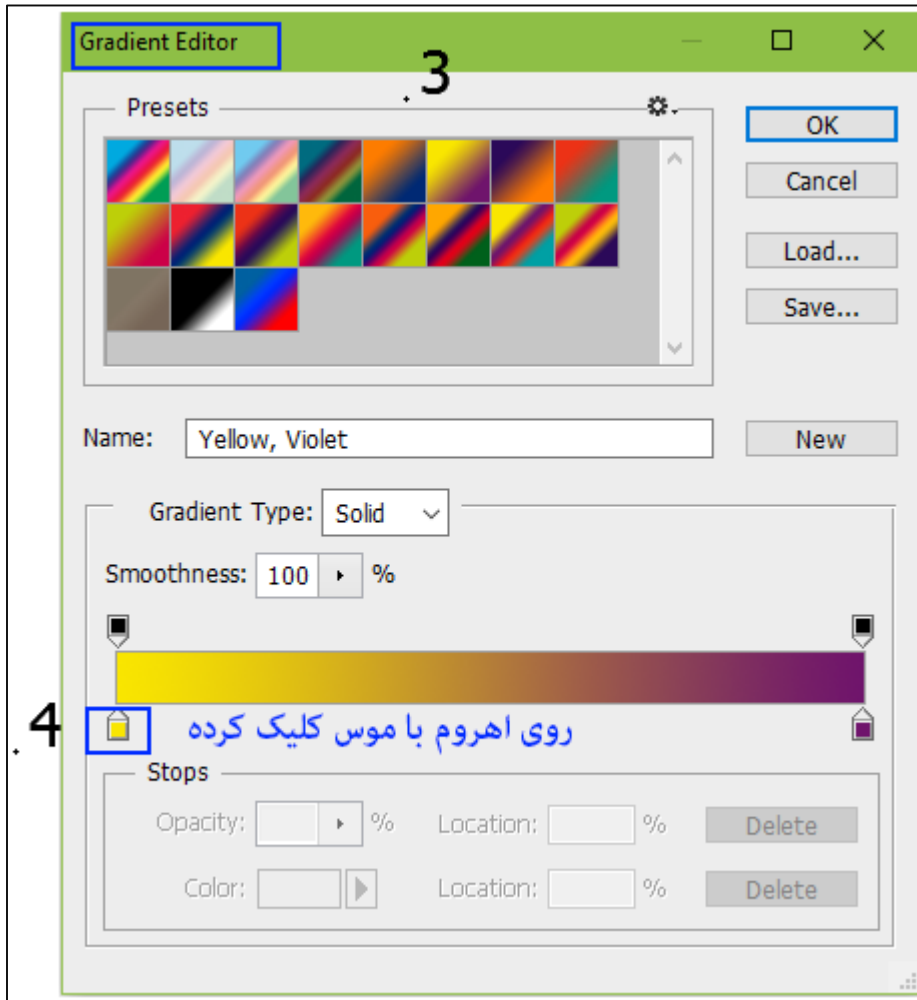 Gradient Editor
.3
Presets
OK
Cancel
Load...
Save...
Name: Yellow, Violet New
Gradient Type: Solid
Smoothness: 100 %
.4 روی اهروم با موس کلیک کرده
Stops
Opacity: % Location: % Delete
Color: Location: % Delete